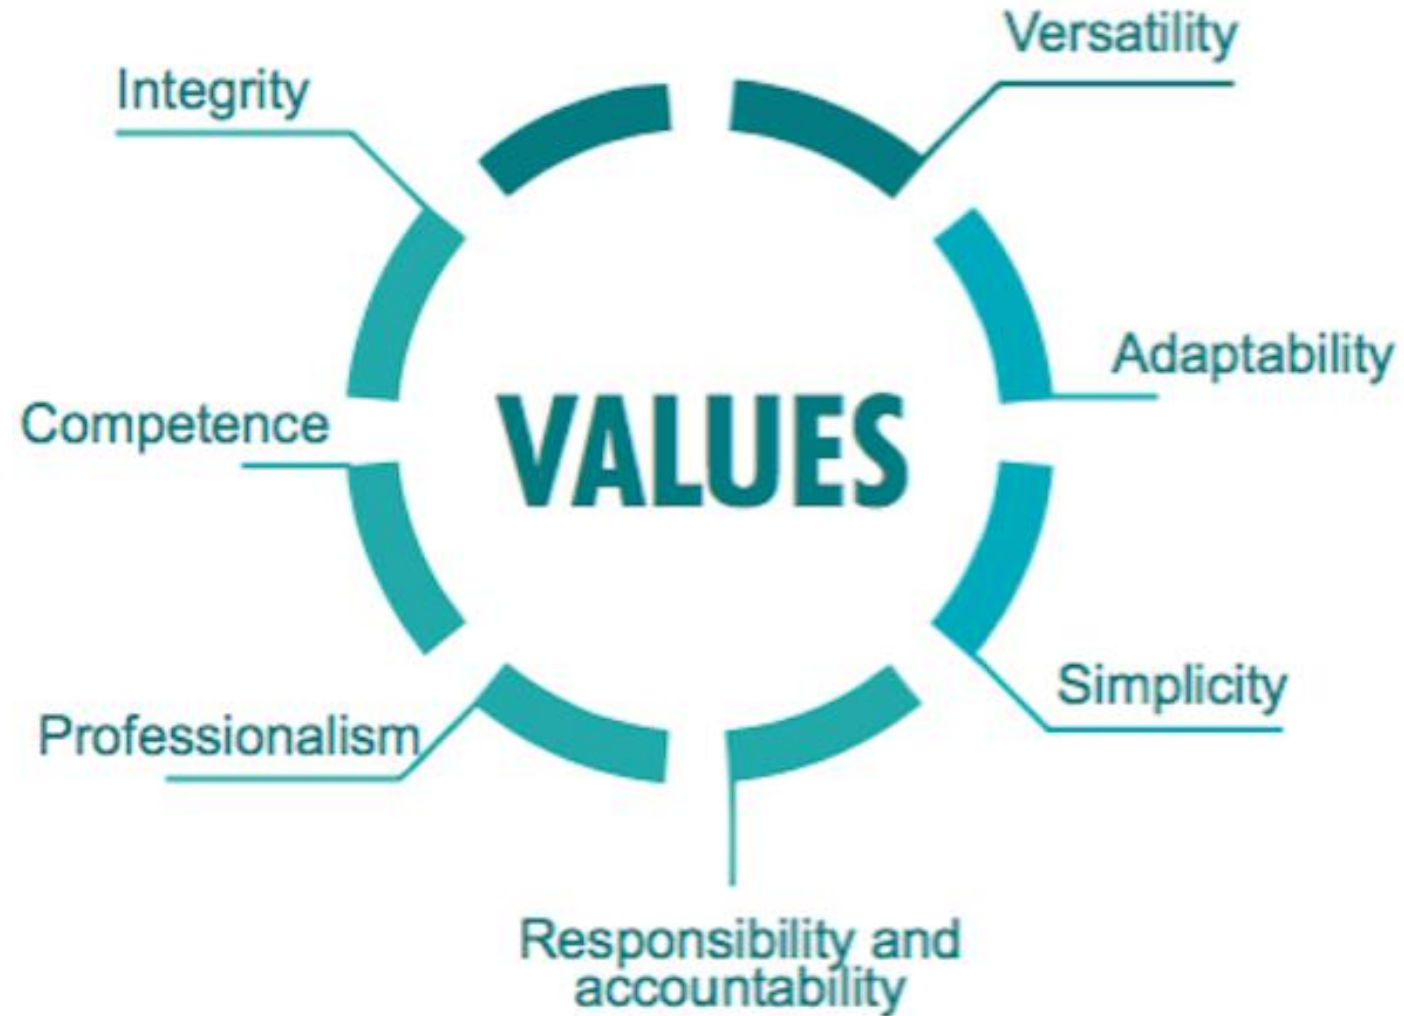 Versatility
Integrity
Adaptability
VALUES
Competence
Simplicity
Professionalism
Responsibility and
accountability